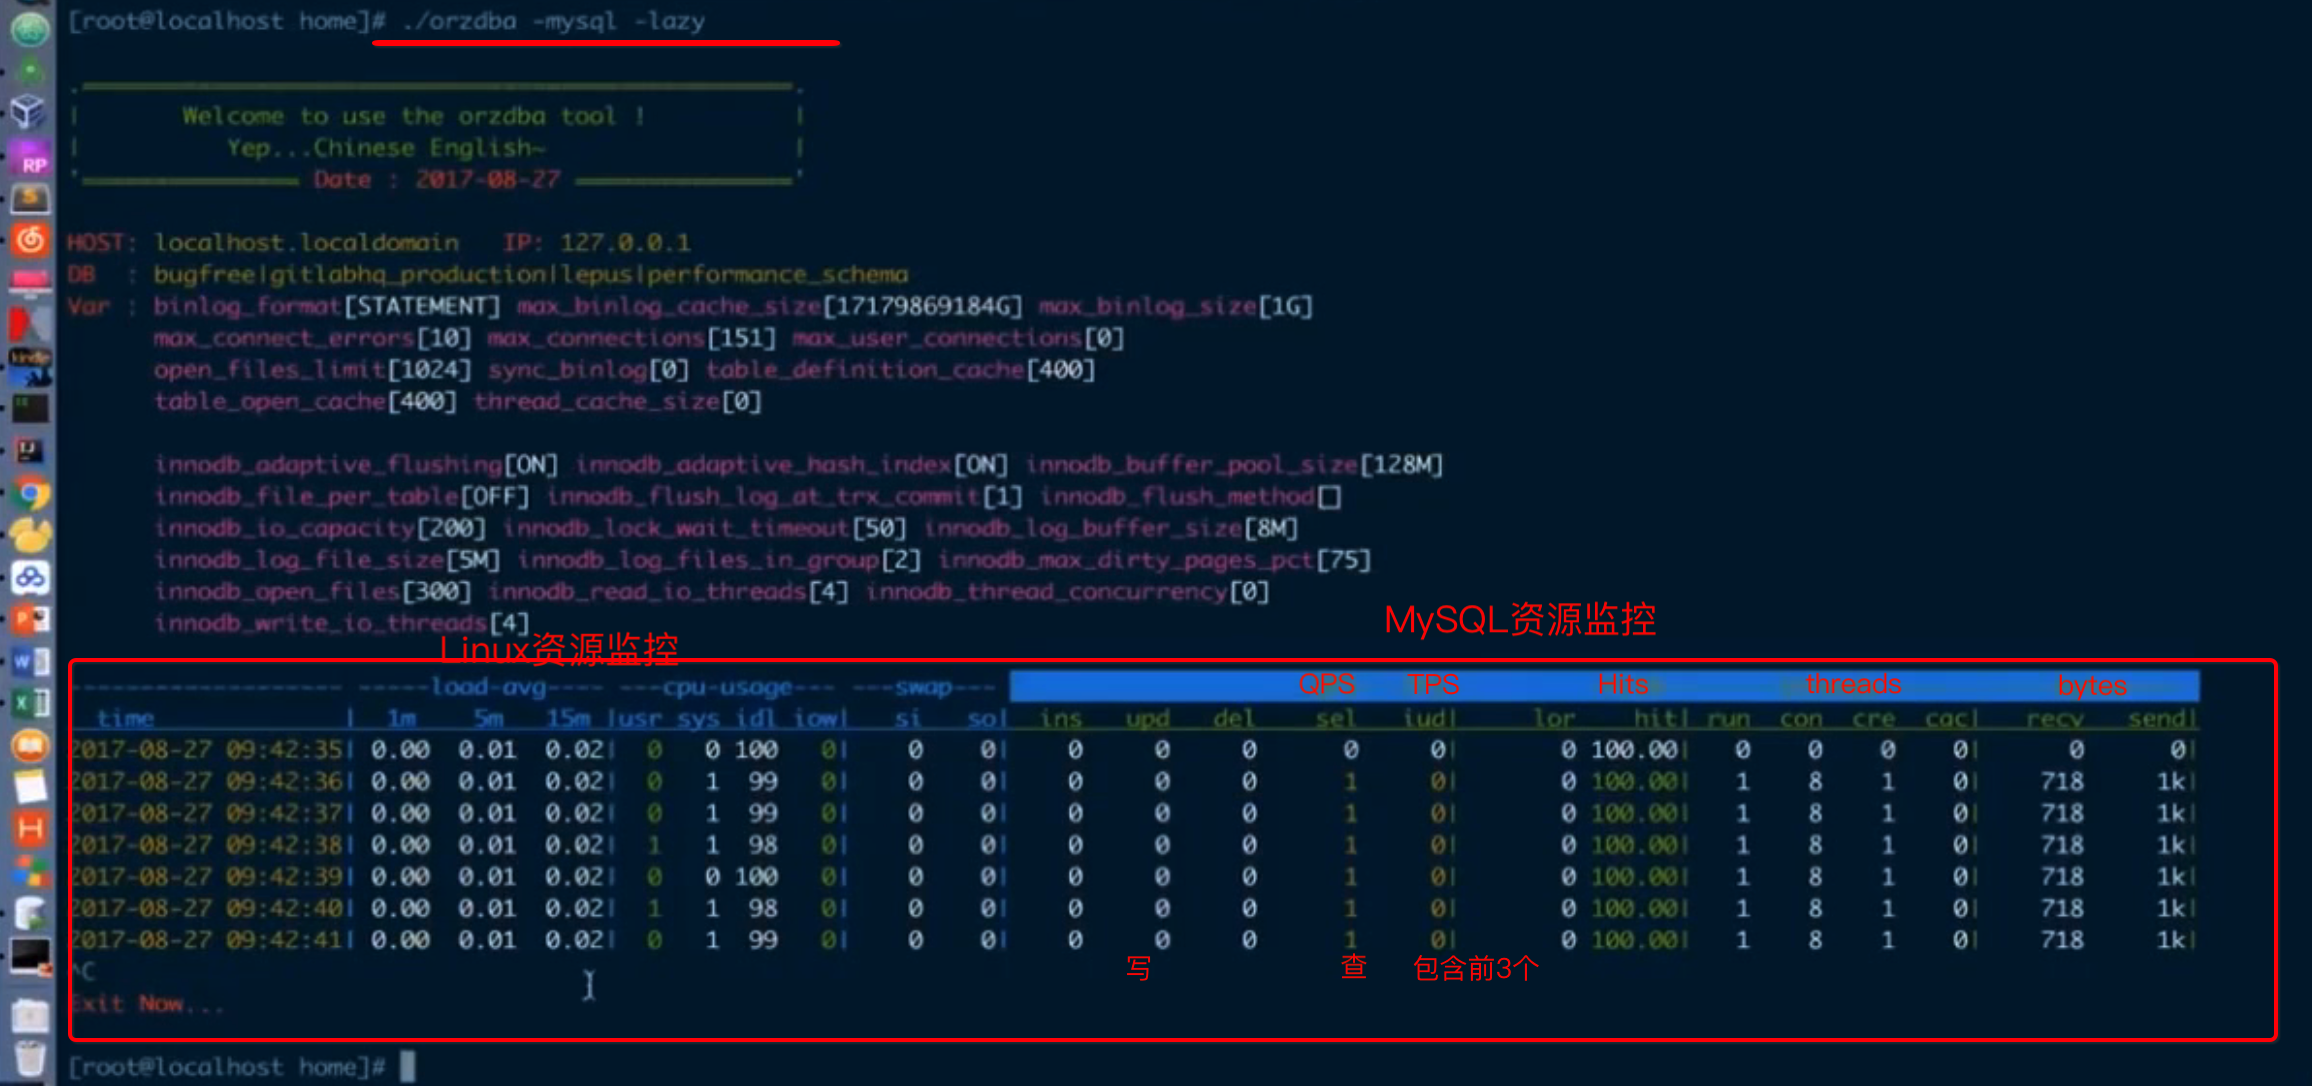 [root@localhost home]# ./orzdba -mysql -lazy
Welcome to use the orzdba tool !
Yep...Chinese English~
Date : 2017-08-27
HOST: localhost.localdomain IP: 127.0.0.1
DB : bugfree|gitlabhq_production|lepus|performance_schema
Var : binlog_format[STATEMENT] max_binlog_cache_size[17179869184G] max_binlog_size[1G]
max_connect_errors[10] max_connections[151] max_user_connections[0]
open_files_limit[1024] sync_binlog[0] table_definition_cache[400]
table_open_cache[400] thread_cache_size[0]
innodb_adaptive_flushing[ON] innodb_adaptive_hash_index[ON] innodb_buffer_pool_size[128M]
innodb_file_per_table[OFF] innodb_flush_log_at_trx_commit[1] innodb_flush_method[]
innodb_io_capacity[200] innodb_lock_wait_timeout[50] innodb_log_buffer_size[8M]
innodb_log_file_size[5M] innodb_log_files_in_group[2] innodb_max_dirty_pages_pct[75]
innodb_open_files[300] innodb_read_io_threads[4] innodb_thread_concurrency[0]
innodb_write_io_threads[4]
Linux资源监控 MySQL资源监控
-------------------- -----load-avg---- ---cpu-usage--- ---swap--- QPS TPS Hits threads bytes
time | 1m 5m 15m |usr sys idl iow| si so| ins upd del sel iud| lor hit| run con cre cac| recv send|
2017-08-27 09:42:35| 0.00 0.01 0.02| 0 0 100 0| 0 0| 0 0 0 0 0| 0 100.00| 0 0 0 0| 0 0|
2017-08-27 09:42:36| 0.00 0.01 0.02| 0 1 99 0| 0 0| 0 0 0 1 0| 0 100.00| 1 8 1 0| 718 1k|
2017-08-27 09:42:37| 0.00 0.01 0.02| 0 1 99 0| 0 0| 0 0 0 1 0| 0 100.00| 1 8 1 0| 718 1k|
2017-08-27 09:42:38| 0.00 0.01 0.02| 1 1 98 0| 0 0| 0 0 0 1 0| 0 100.00| 1 8 1 0| 718 1k|
2017-08-27 09:42:39| 0.00 0.01 0.02| 0 0 100 0| 0 0| 0 0 0 1 0| 0 100.00| 1 8 1 0| 718 1k|
2017-08-27 09:42:40| 0.00 0.01 0.02| 1 1 98 0| 0 0| 0 0 0 1 0| 0 100.00| 1 8 1 0| 718 1k|
2017-08-27 09:42:41| 0.00 0.01 0.02| 0 1 99 0| 0 0| 0 0 0 1 0| 0 100.00| 1 8 1 0| 718 1k|
写 查 包含前3个
^C
Exit Now...
[root@localhost home]#
RP
S
kindle
IJ
P
W
X
H